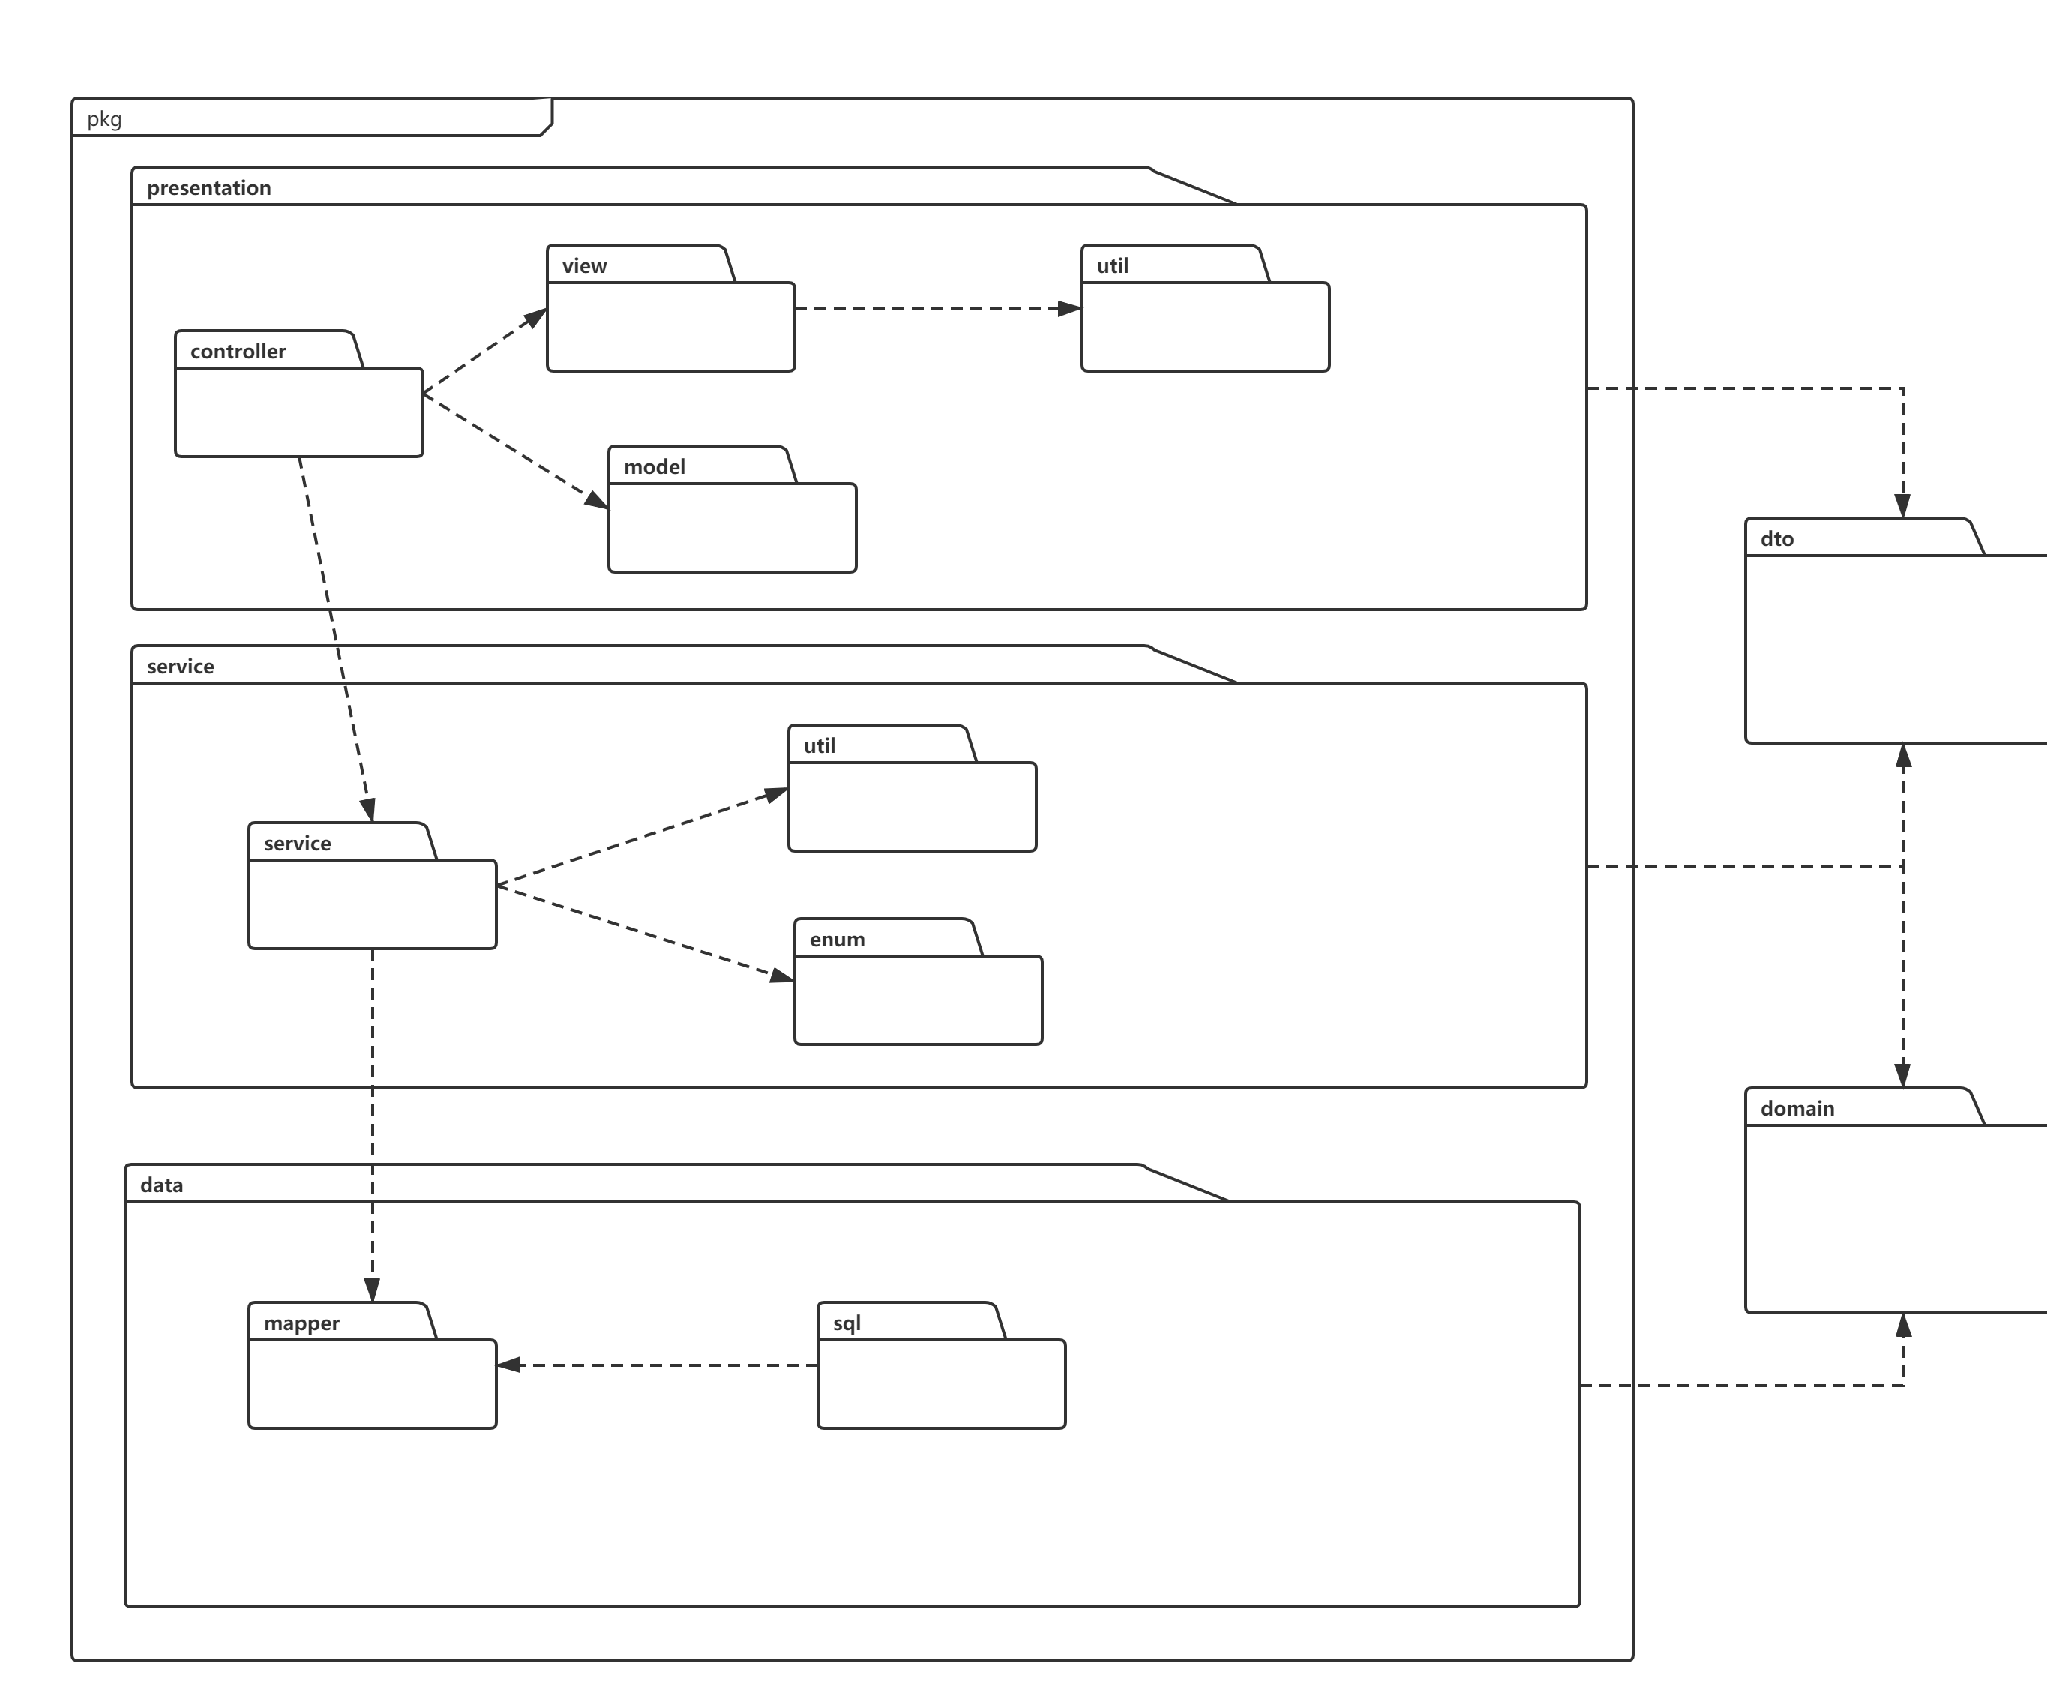 pkg
presentation
view
util
controller
model
dto
service
util
service
enum
domain
data
mapper
sql